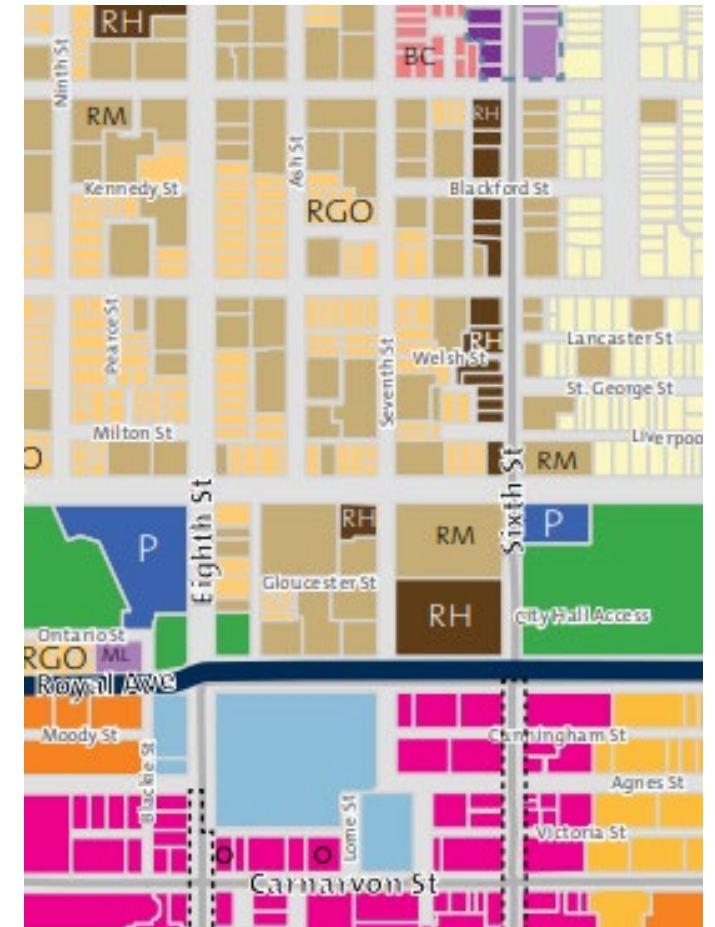 RH
Ninth St
BC
RM
RH
Ash St
Kennedy St
Blackford St
RGO
Pearce St
Lancaster St
RH
Welsh St
Seventh St
St. George St
Milton St
Liverpoo
O
RM
Eighth St
Sixth St
P
RH
P
RM
Gloucester St
RH
City Hall Access
Ontario St
RGO
ML
Royal Ave
Moody St
Cunningham St
Blackie St
Agnes St
Lorne St
Victoria St
Carnarvon St